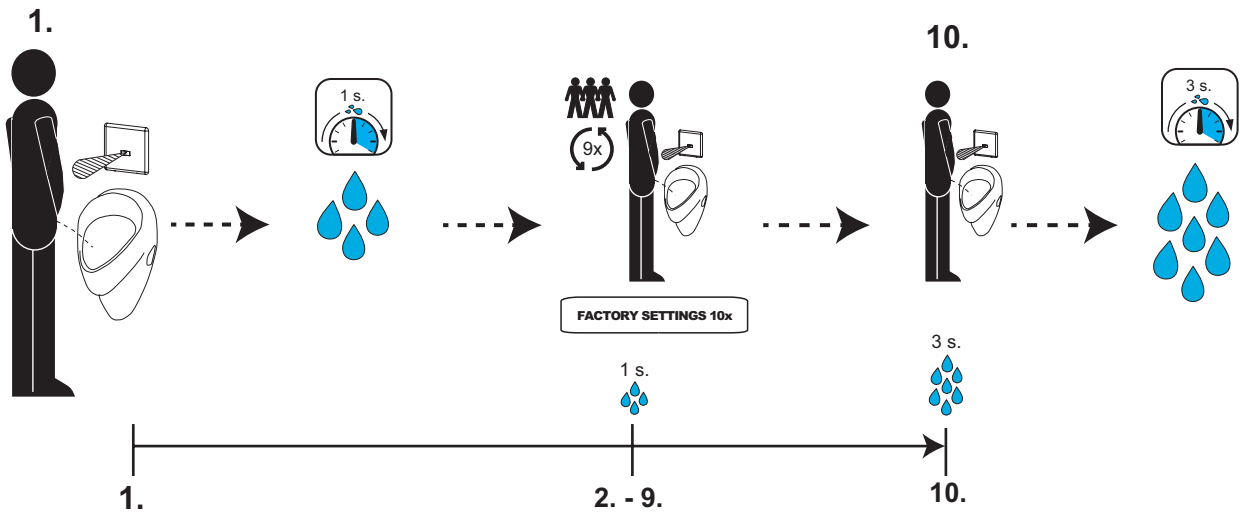 1.
10.
1 s.
3 s.
9x
FACTORY SETTINGS 10x
1 s.
3 s.
1.
2. - 9.
10.